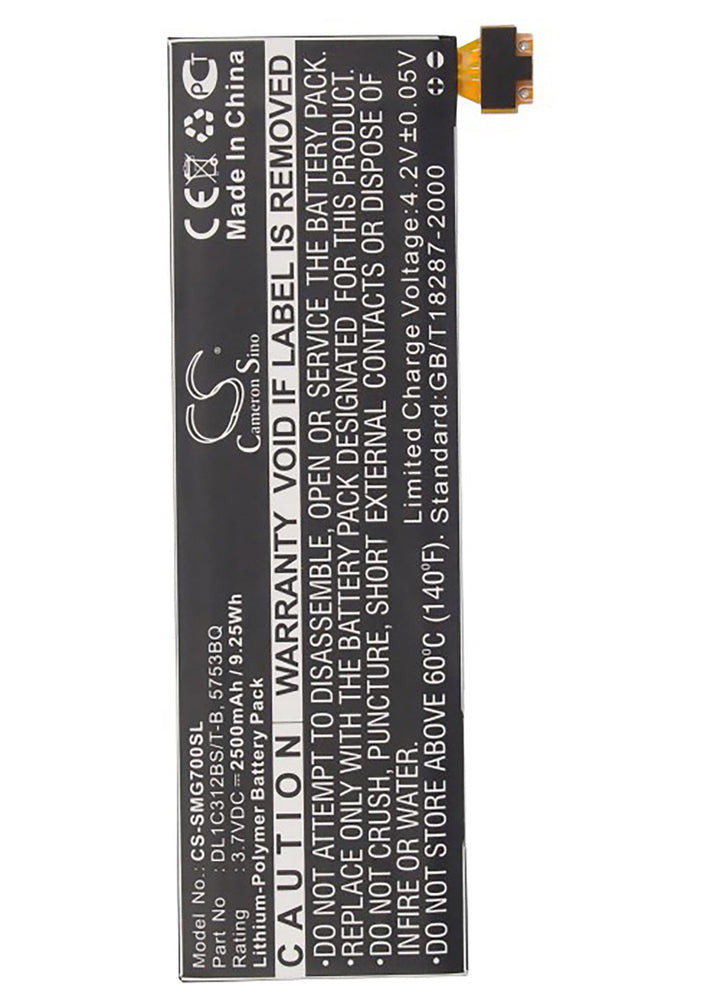 Model No.: CS-SMG700SL
Part No : DL1C312BS/T-B, 5753BQ
Rating : 3.7VDC⎓2500mAh / 9.25Wh
Lithium-Polymer Battery Pack
CS®
Cameron Sino
CE
PCT
Made In China
CAUTION WARRANTY VOID IF LABEL IS REMOVED
•DO NOT ATTEMPT TO DISASSEMBLE, OPEN OR SERVICE THE BATTERY PACK.
•REPLACE ONLY WITH THE BATTERY PACK DESIGNATED FOR THIS PRODUCT.
•DO NOT CRUSH, PUNCTURE, SHORT EXTERNAL CONTACTS OR DISPOSE OF
INFIRE OR WATER. Limited Charge Voltage:4.2V±0.05V
•DO NOT STORE ABOVE 60°C (140°F). Standard:GB/T18287-2000
⊕ ⊖